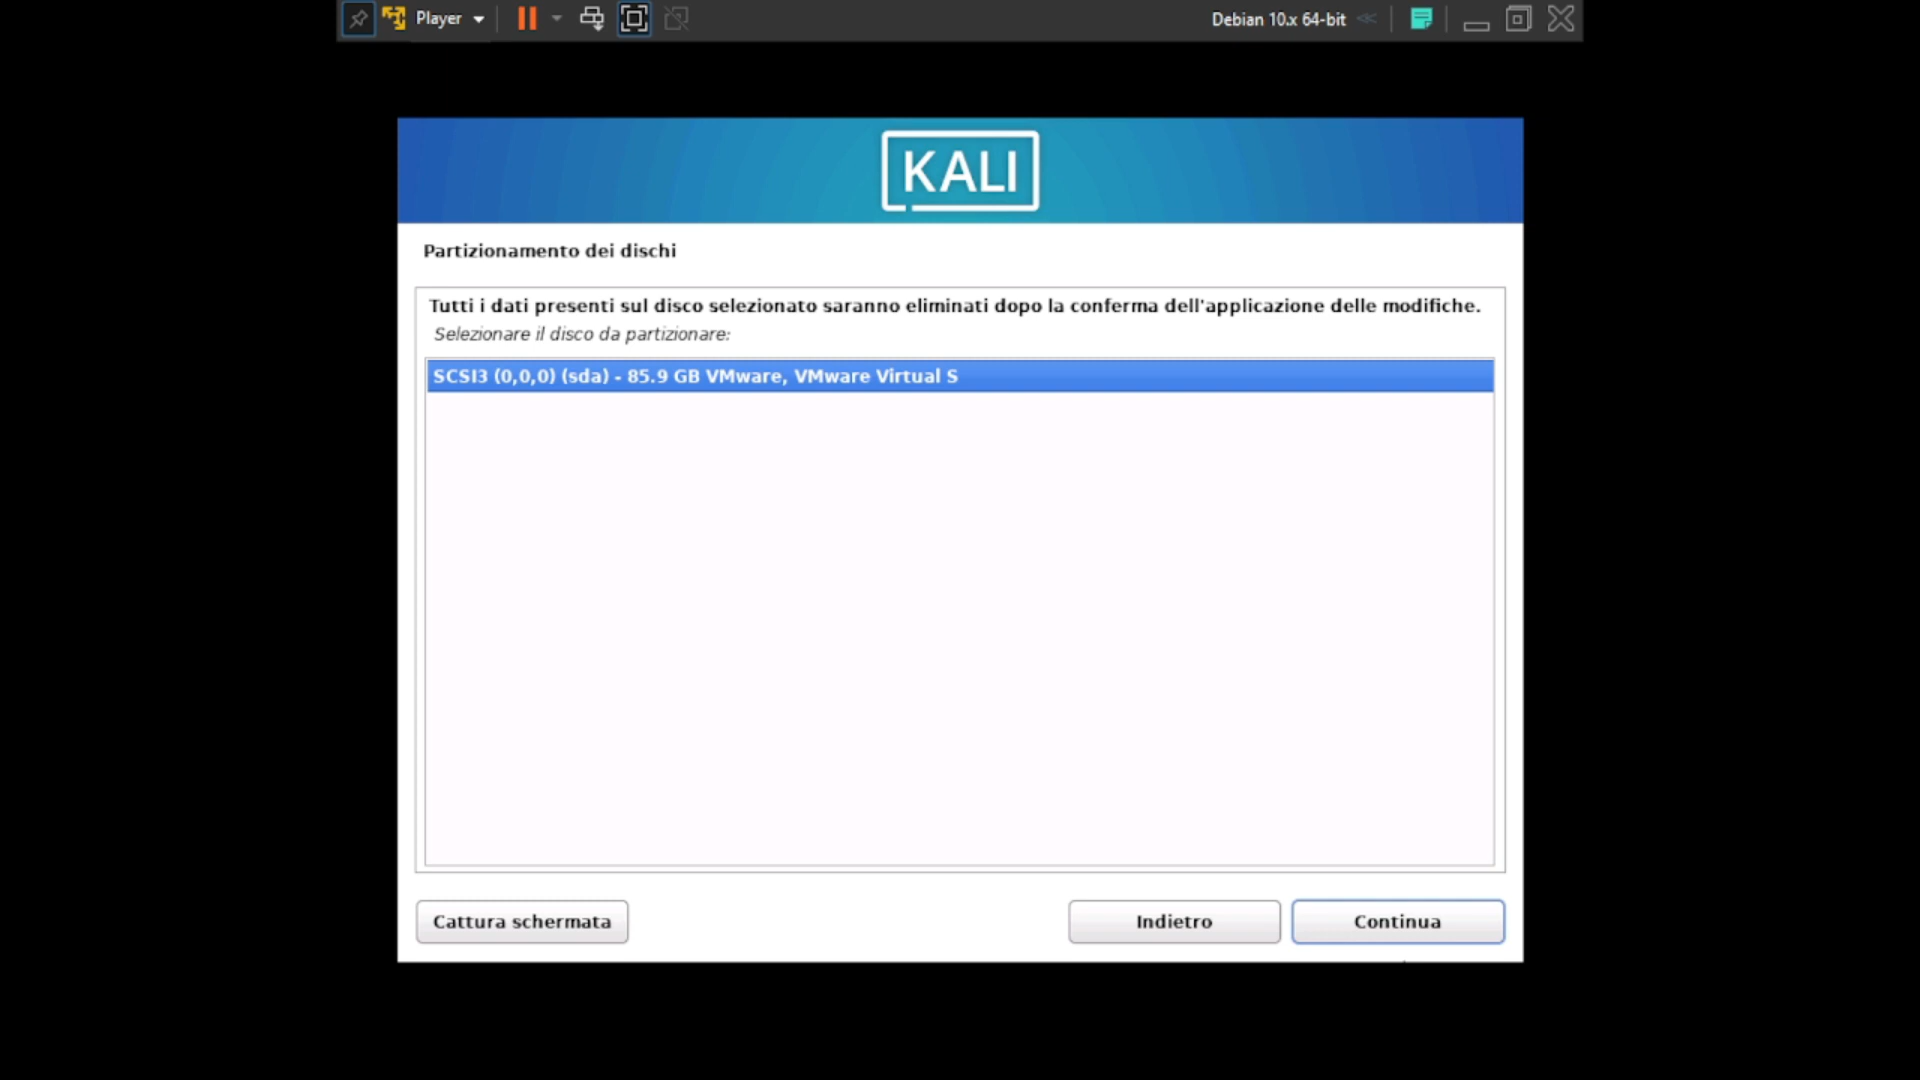 Player
Debian 10.x 64-bit
KALI
Partizionamento dei dischi
Tutti i dati presenti sul disco selezionato saranno eliminati dopo la conferma dell'applicazione delle modifiche.
Selezionare il disco da partizionare:
SCSI3 (0,0,0) (sda) - 85.9 GB VMware, VMware Virtual S
Cattura schermata
Indietro
Continua